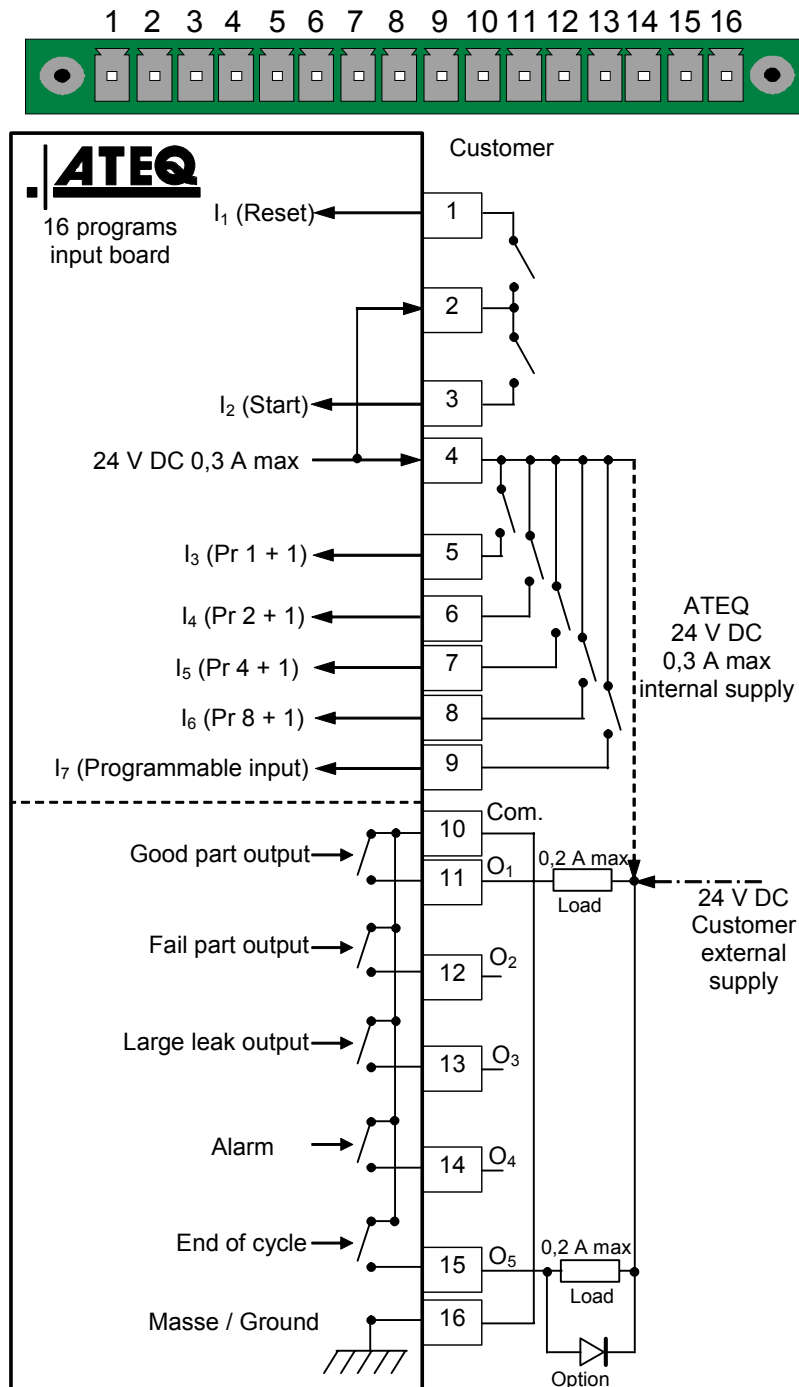 1 2 3 4 5 6 7 8 9 10 11 12 13 14 15 16
ATEQ
16 programs
input board
Customer
I₁ (Reset)
1
2
I₂ (Start)
3
24 V DC 0,3 A max
4
I₃ (Pr 1 + 1)
5
I₄ (Pr 2 + 1)
6
I₅ (Pr 4 + 1)
7
I₆ (Pr 8 + 1)
8
I₇ (Programmable input)
9
ATEQ
24 V DC
0,3 A max
internal supply
10
Com.
Good part output
11
O₁
0,2 A max
Load
24 V DC
Customer
external
supply
Fail part output
12
O₂
Large leak output
13
O₃
Alarm
14
O₄
End of cycle
15
O₅
0,2 A max
Load
Masse / Ground
16
Option